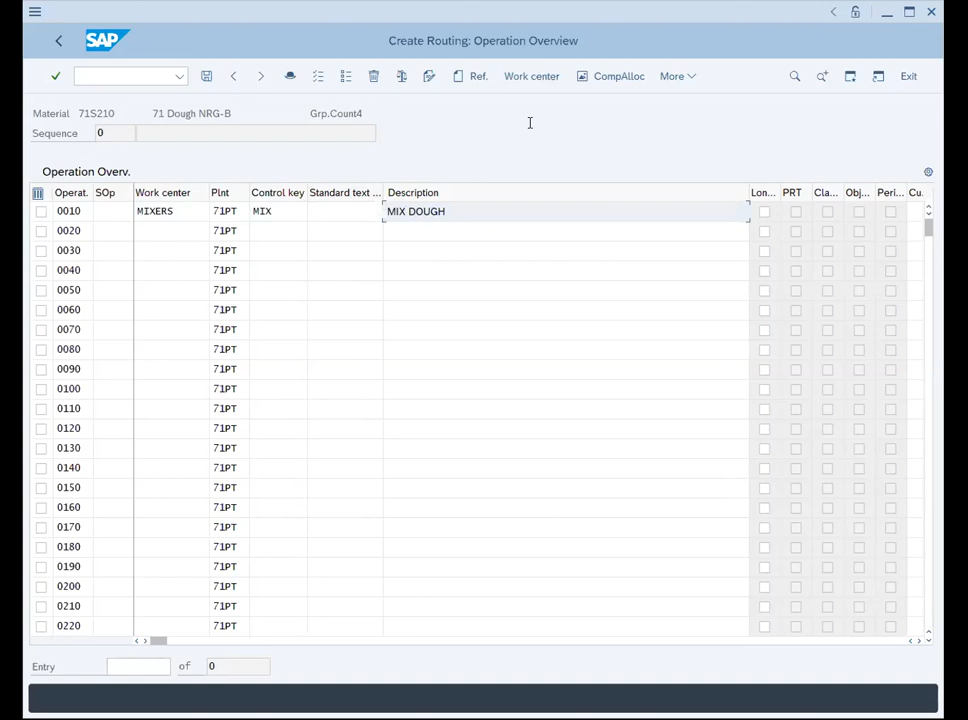 SAP
Create Routing: Operation Overview
Ref. Work center CompAlloc More Exit
Material 71S210 71 Dough NRG-B Grp.Count4
Sequence 0
Operation Overv.
Operat. SOp Work center Plnt Control key Standard text ... Description Lon... PRT Cla... Obj... Peri... Cu.
0010 MIXERS 71PT MIX MIX DOUGH
0020 71PT
0030 71PT
0040 71PT
0050 71PT
0060 71PT
0070 71PT
0080 71PT
0090 71PT
0100 71PT
0110 71PT
0120 71PT
0130 71PT
0140 71PT
0150 71PT
0160 71PT
0170 71PT
0180 71PT
0190 71PT
0200 71PT
0210 71PT
0220 71PT
Entry of 0